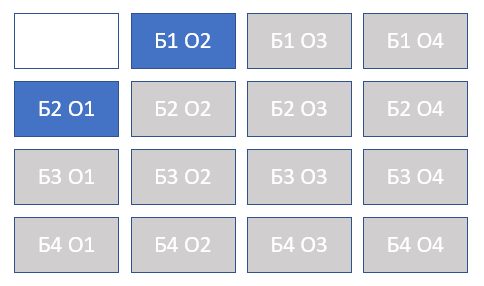 Б1 О2 Б1 О3 Б1 О4
Б2 О1 Б2 О2 Б2 О3 Б2 О4
Б3 О1 Б3 О2 Б3 О3 Б3 О4
Б4 О1 Б4 О2 Б4 О3 Б4 О4